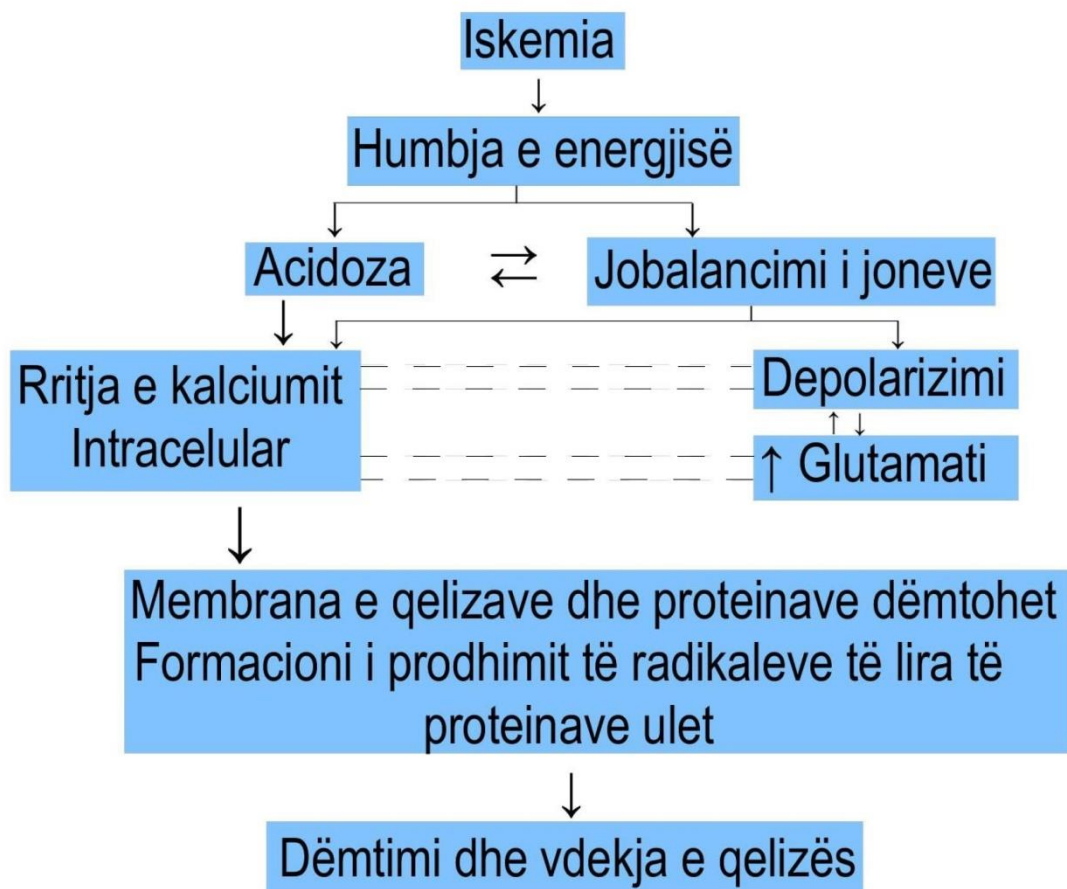 Iskemia
Humbja e energjisë
Acidoza
Jobalancimi i joneve
Rritja e kalciumit
Intracelular
Depolarizimi
↑ Glutamati
Membrana e qelizave dhe proteinave dëmtohet
Formacioni i prodhimit të radikaleve të lira të
proteinave ulet
Dëmtimi dhe vdekja e qelizës